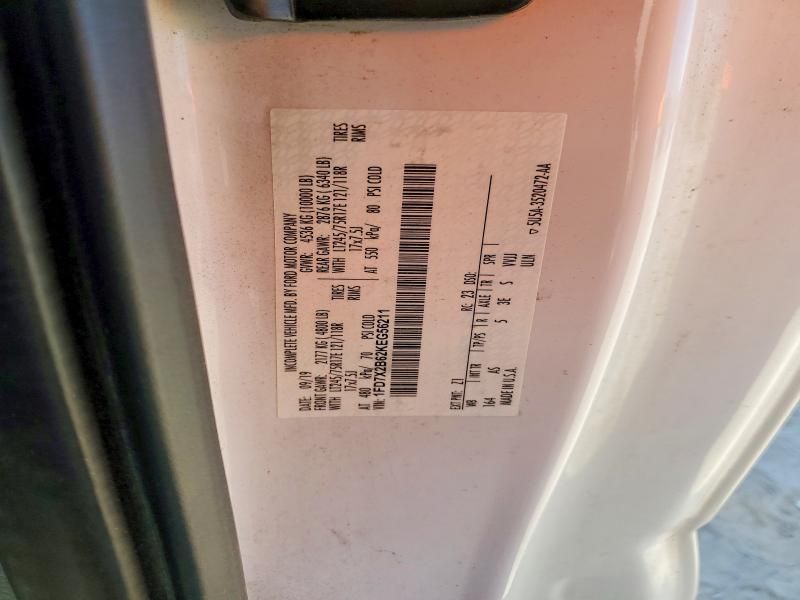 INCOMPLETE VEHICLE MFD. BY FORD MOTOR COMPANY
DATE: 09/19 GVWR: 4536 KG (10000 LB)
FRONT GAWR: 2177 KG (4800 LB) REAR GAWR: 2876 KG ( 6340 LB)
WITH LT245/75R17E 121/118R TIRES WITH LT245/75R17E 121/118R TIRES
17x7.5J RIMS 17x7.5J RIMS
AT 480 kPa/ 70 PSI COLD AT 550 kPa/ 80 PSI COLD
VIN: 1FD7X2B62KEG56211
EXT PNT: Z1 RC: 23 DSO:
WB INT TR TP/PS R AXLE TR SPR
164 AS 5 3E S VUJ
MADE IN U.S.A. ULN
▽ 5U5A-3520472-AA